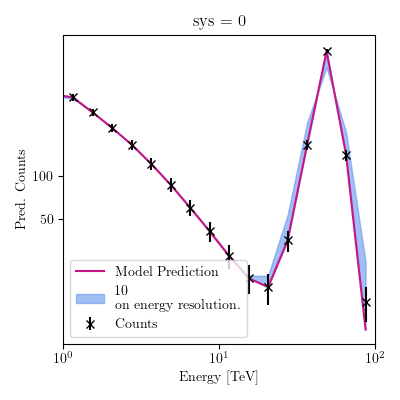 sys = 0
Pred. Counts
100
50
Model Prediction
10
on energy resolution.
Counts
10^0
10^1
10^2
Energy [TeV]